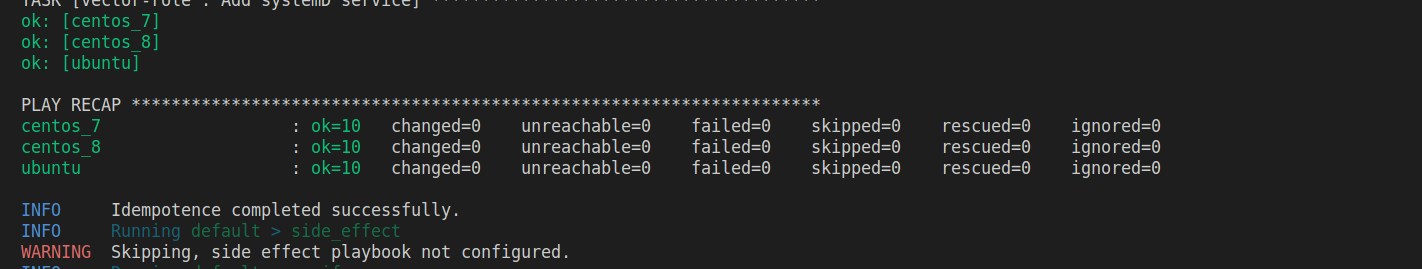 TASK [vector-role : Add systemD service] ***************************************
ok: [centos_7]
ok: [centos_8]
ok: [ubuntu]
PLAY RECAP *********************************************************************
centos_7                   : ok=10   changed=0    unreachable=0    failed=0    skipped=0    rescued=0    ignored=0
centos_8                   : ok=10   changed=0    unreachable=0    failed=0    skipped=0    rescued=0    ignored=0
ubuntu                     : ok=10   changed=0    unreachable=0    failed=0    skipped=0    rescued=0    ignored=0
INFO     Idempotence completed successfully.
INFO     Running default > side_effect
WARNING  Skipping, side effect playbook not configured.
INFO